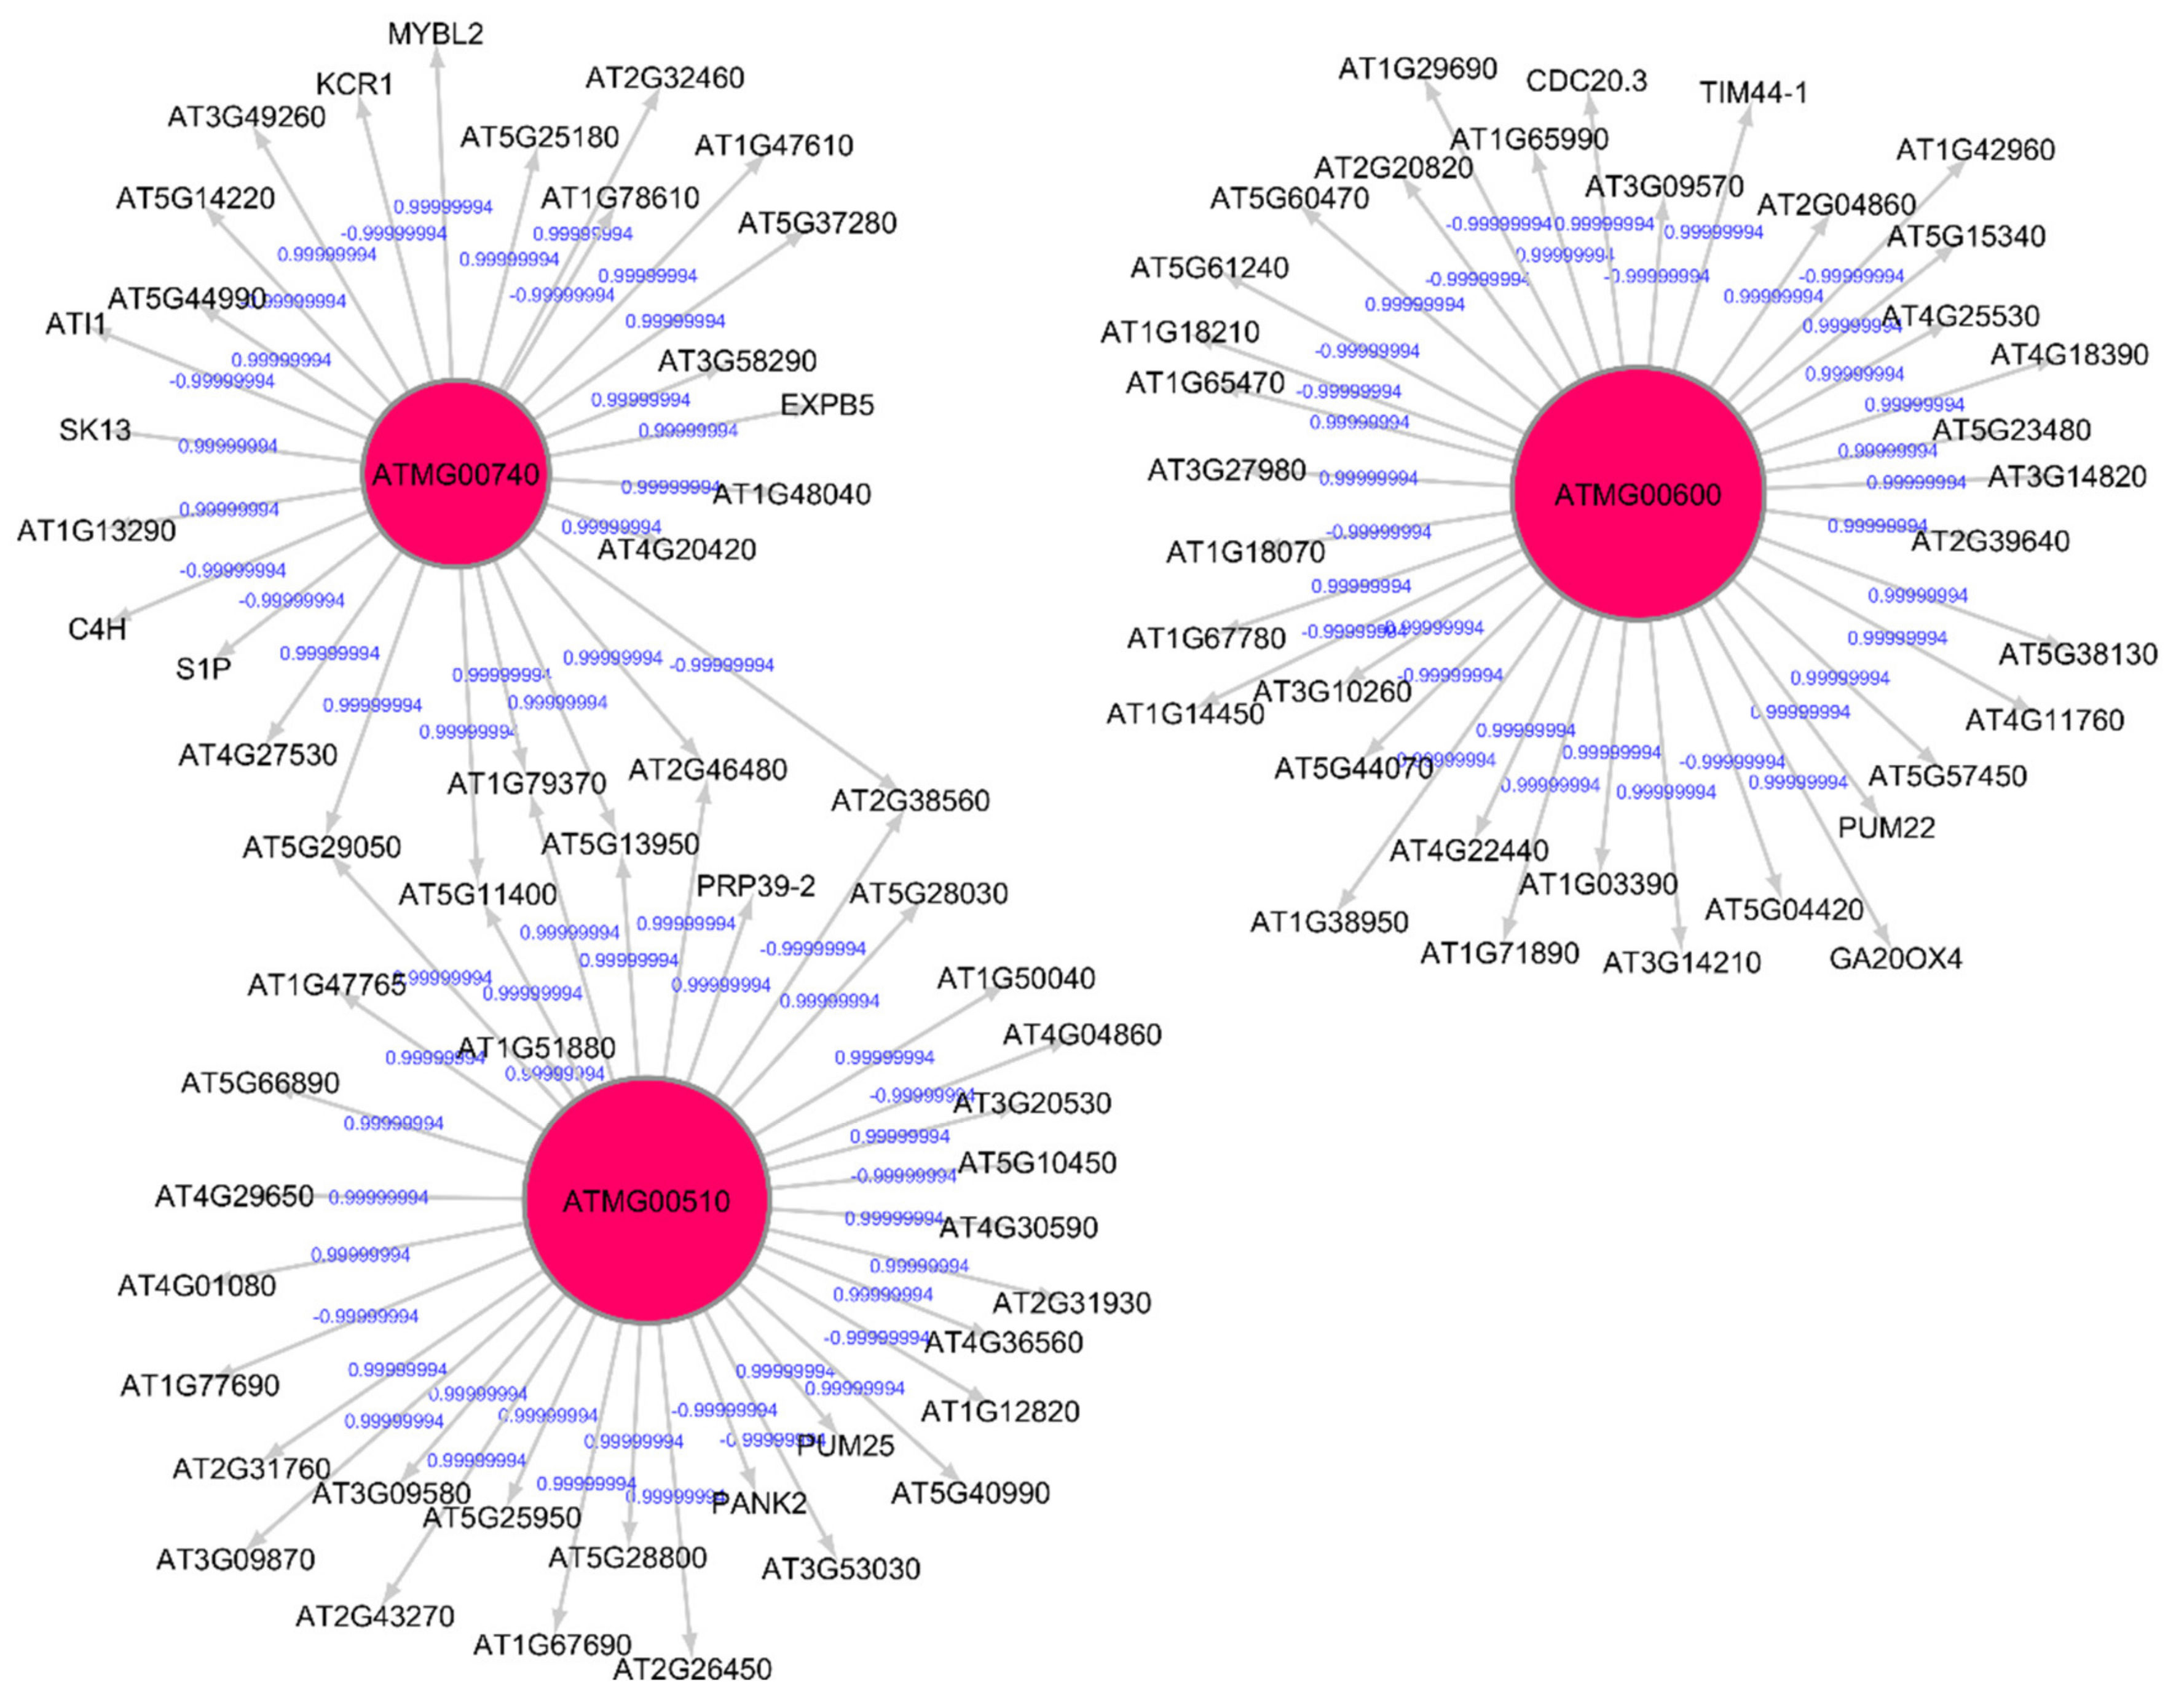 MYBL2
KCR1
AT2G32460
AT3G49260
AT5G25180
AT1G47610
AT5G14220
AT1G78610
AT5G37280
0.99999994
-0.99999994
0.99999994
0.99999994
0.99999994
0.99999994
-0.99999994
AT5G44990
0.99999994
ATI1
0.99999994
AT3G58290
0.99999994
-0.99999994
0.99999994
EXPB5
SK13
0.99999994
0.99999994
ATMG00740
0.99999994
AT1G48040
0.99999994
AT1G13290
0.99999994
AT4G20420
-0.99999994
-0.99999994
C4H
S1P
0.99999994
0.99999994
-0.99999994
0.99999994
0.99999994
0.99999994
0.99999994
AT4G27530
AT1G79370
AT2G46480
AT2G38560
AT5G29050
AT5G13950
AT5G11400
PRP39-2
AT5G28030
0.99999994
0.99999994
-0.99999994
0.99999994
AT1G47765
0.99999994
0.99999994
0.99999994
0.99999994
AT1G50040
AT4G04860
AT1G51880
0.99999994
0.99999994
0.99999994
AT5G66890
-0.99999994
AT3G20530
0.99999994
0.99999994
AT5G10450
-0.99999994
AT4G29650
0.99999994
ATMG00510
0.99999994
AT4G30590
0.99999994
0.99999994
AT4G01080
0.99999994
AT2G31930
-0.99999994
-0.99999994
AT4G36560
0.99999994
0.99999994
AT1G77690
0.99999994
0.99999994
0.99999994
0.99999994
-0.99999994
AT1G12820
0.99999994
-0.99999994
PUM25
0.99999994
AT2G31760
0.99999994
0.99999994
AT3G09580
AT5G25950
PANK2
AT5G40990
AT3G09870
AT5G28800
AT3G53030
AT2G43270
AT1G67690
AT2G26450
AT1G29690
CDC20.3
TIM44-1
AT1G65990
AT1G42960
AT2G20820
AT3G09570
AT5G60470
AT2G04860
-0.99999994
0.99999994
0.99999994
AT5G15340
0.99999994
AT5G61240
-0.99999994
-0.99999994
-0.99999994
0.99999994
0.99999994
AT1G18210
0.99999994
AT4G25530
-0.99999994
AT4G18390
AT1G65470
-0.99999994
0.99999994
0.99999994
0.99999994
AT5G23480
0.99999994
AT3G27980
0.99999994
ATMG00600
0.99999994
AT3G14820
AT1G18070
-0.99999994
0.99999994
AT2G39640
0.99999994
0.99999994
AT1G67780
-0.99999994
0.99999994
0.99999994
AT5G38130
AT1G14450
AT3G10260
-0.99999994
0.99999994
0.99999994
AT4G11760
AT5G44070
0.99999994
0.99999994
0.99999994
-0.99999994
0.99999994
AT5G57450
0.99999994
0.99999994
PUM22
AT4G22440
AT1G03390
AT5G04420
AT1G38950
AT1G71890
AT3G14210
GA20OX4